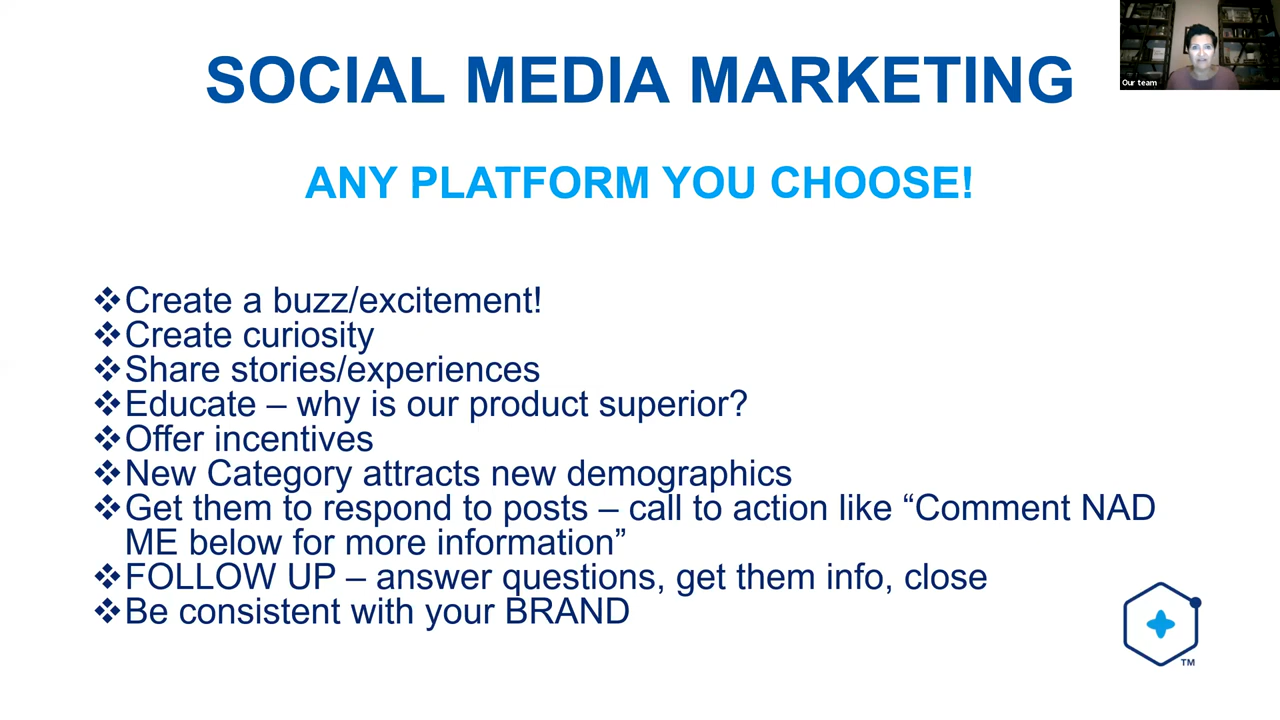 SOCIAL MEDIA MARKETING
Our team
ANY PLATFORM YOU CHOOSE!
❖Create a buzz/excitement!
❖Create curiosity
❖Share stories/experiences
❖Educate – why is our product superior?
❖Offer incentives
❖New Category attracts new demographics
❖Get them to respond to posts – call to action like “Comment NAD
ME below for more information”
❖FOLLOW UP – answer questions, get them info, close
❖Be consistent with your BRAND
TM